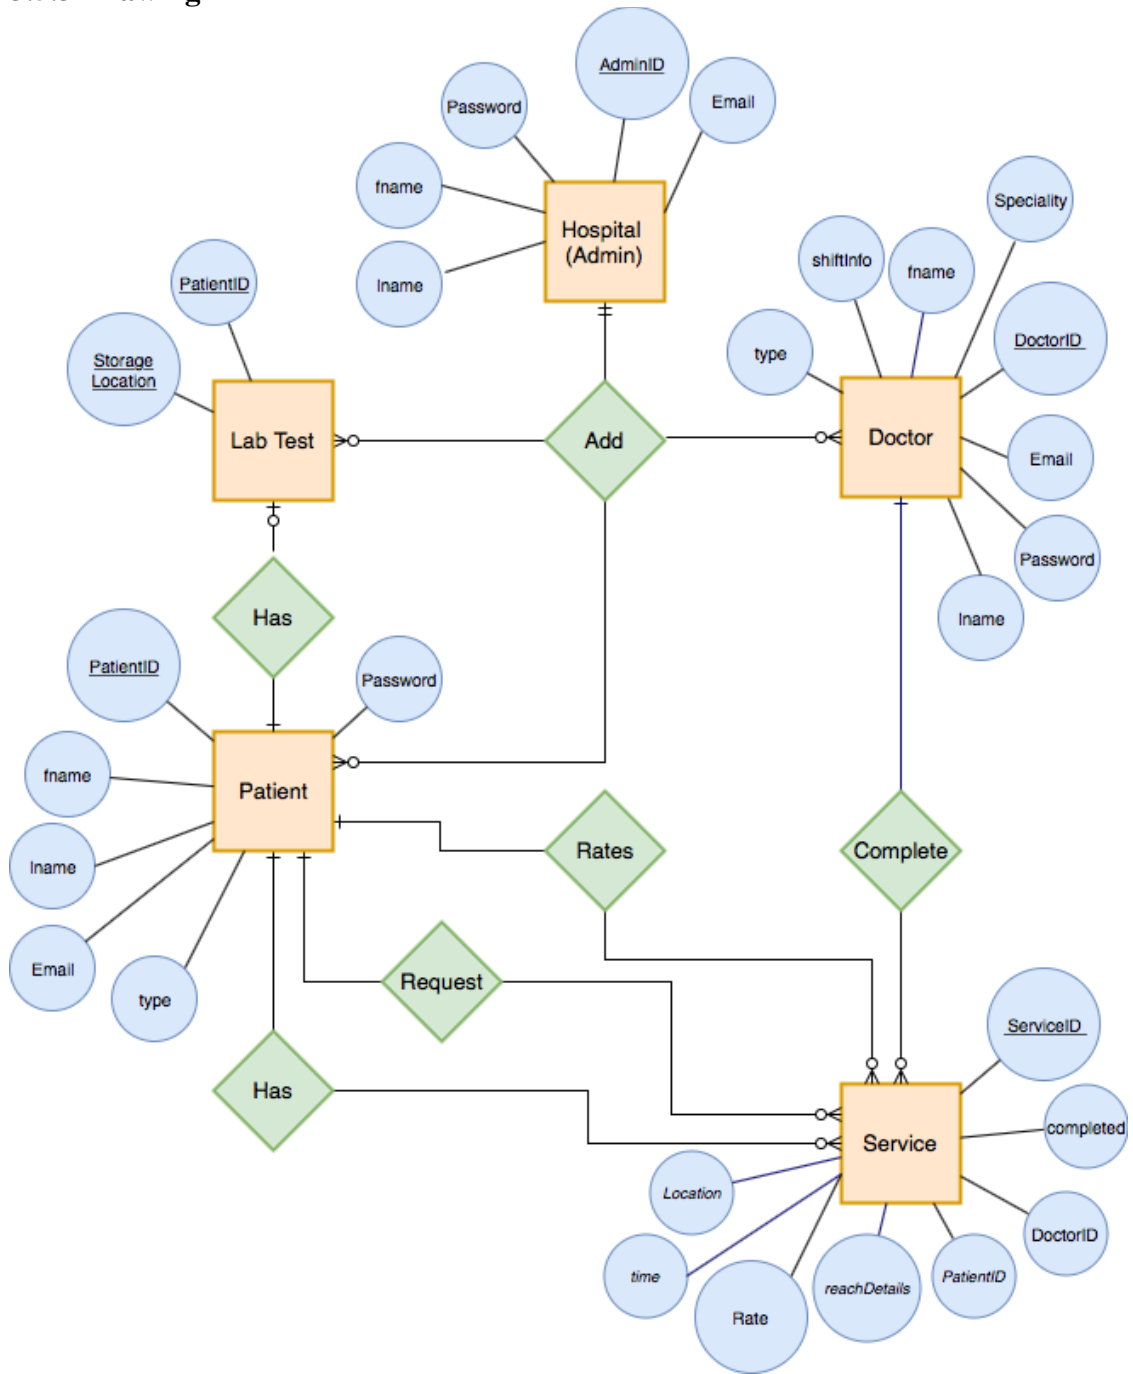 AdminID
Email
Password
fname
Hospital
(Admin)
lname
Speciality
shiftInfo
fname
PatientID
DoctorID
type
Storage
Location
Lab Test
Add
Doctor
Email
Password
lname
Has
PatientID
Password
fname
Patient
lname
Rates
Complete
Email
type
Request
ServiceID
Has
completed
Service
Location
DoctorID
time
reachDetails
PatientID
Rate